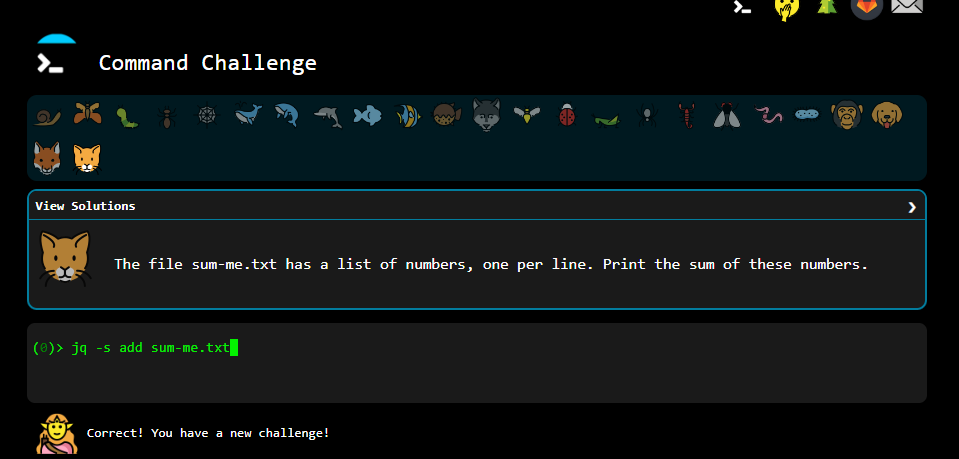 Command Challenge
View Solutions
The file sum-me.txt has a list of numbers, one per line. Print the sum of these numbers.
(0)> jq -s add sum-me.txt
Correct! You have a new challenge!